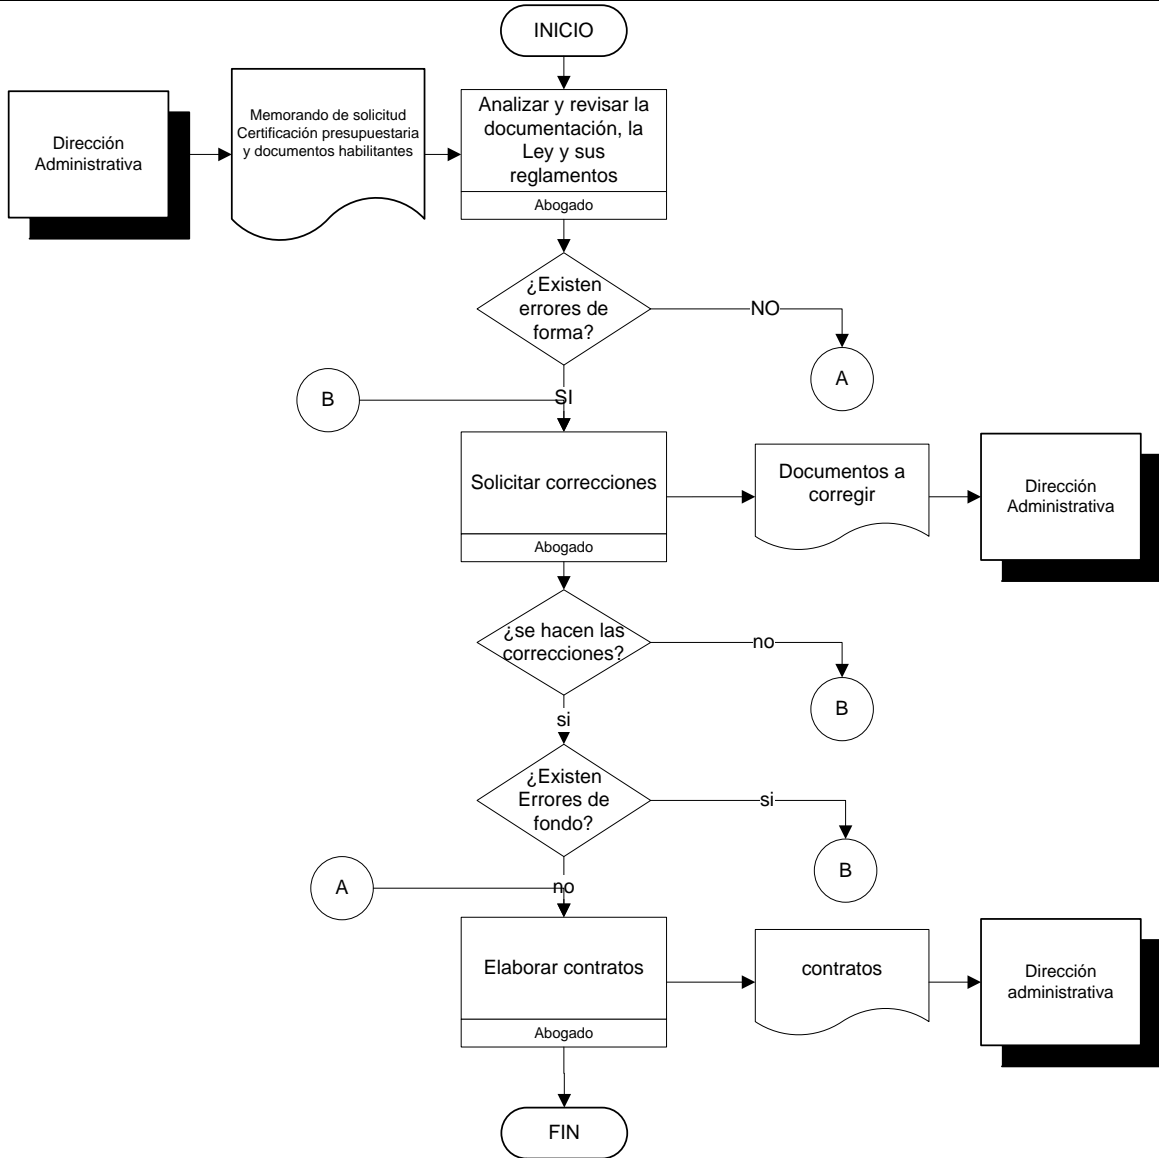 INICIO
Dirección
Administrativa
Memorando de solicitud
Certificación presupuestaria
y documentos habilitantes
Analizar y revisar la
documentación, la
Ley y sus
reglamentos
Abogado
¿Existen
errores de
forma?
NO
A
B
SI
Solicitar correcciones
Abogado
Documentos a
corregir
Dirección
Administrativa
¿se hacen las
correcciones?
no
B
si
¿Existen
Errores de
fondo?
si
B
A
no
Elaborar contratos
Abogado
contratos
Dirección
administrativa
FIN